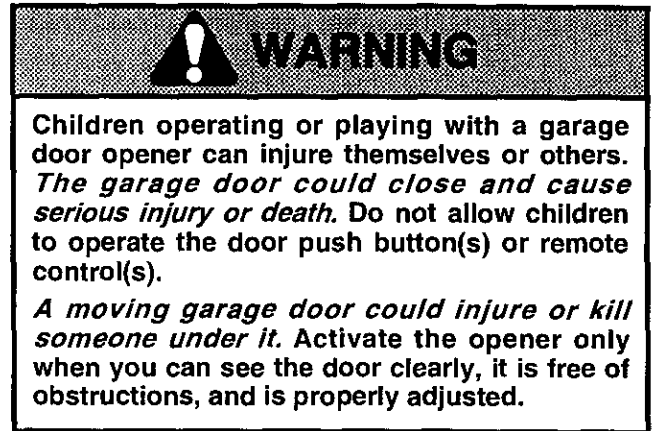 WARNING
Children operating or playing with a garage
door opener can injure themselves or others.
The garage door could close and cause
serious injury or death. Do not allow children
to operate the door push button(s) or remote
control(s).
A moving garage door could injure or kill
someone under it. Activate the opener only
when you can see the door clearly, it is free of
obstructions, and is properly adjusted.